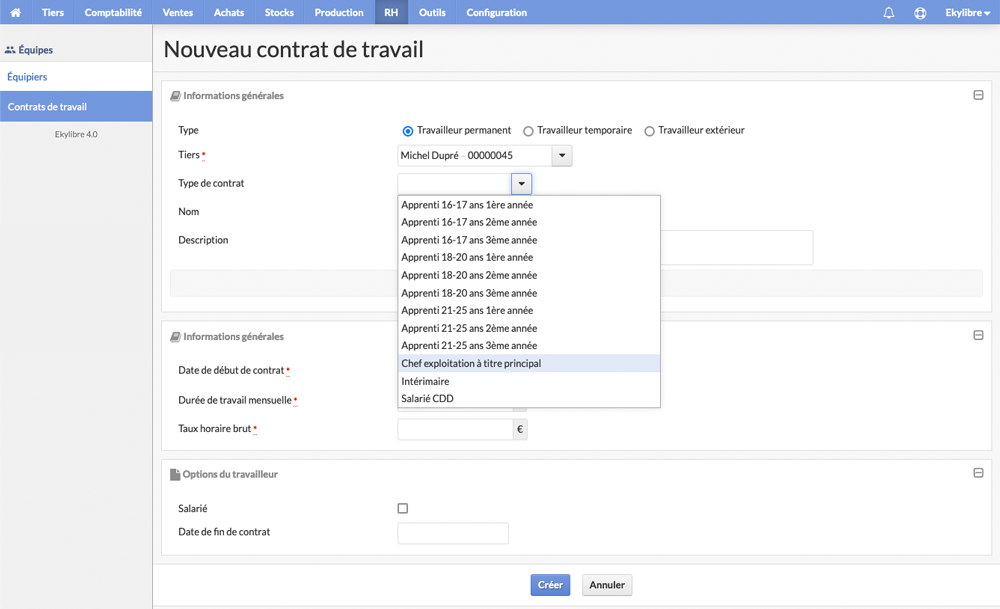 Tiers Comptabilité Ventes Achats Stocks Production RH Outils Configuration Ekylibre
Équipes
Équipiers
Contrats de travail
Ekylibre 4.0
Nouveau contrat de travail
Informations générales
Type Travailleur permanent Travailleur temporaire Travailleur extérieur
Tiers * Michel Dupré - 00000045
Type de contrat
Nom
Description
Apprenti 16-17 ans 1ère année
Apprenti 16-17 ans 2ème année
Apprenti 16-17 ans 3ème année
Apprenti 18-20 ans 1ère année
Apprenti 18-20 ans 2ème année
Apprenti 18-20 ans 3ème année
Apprenti 21-25 ans 1ère année
Apprenti 21-25 ans 2ème année
Apprenti 21-25 ans 3ème année
Chef exploitation à titre principal
Intérimaire
Salarié CDD
Informations générales
Date de début de contrat *
Durée de travail mensuelle *
Taux horaire brut * €
Options du travailleur
Salarié
Date de fin de contrat
Créer Annuler